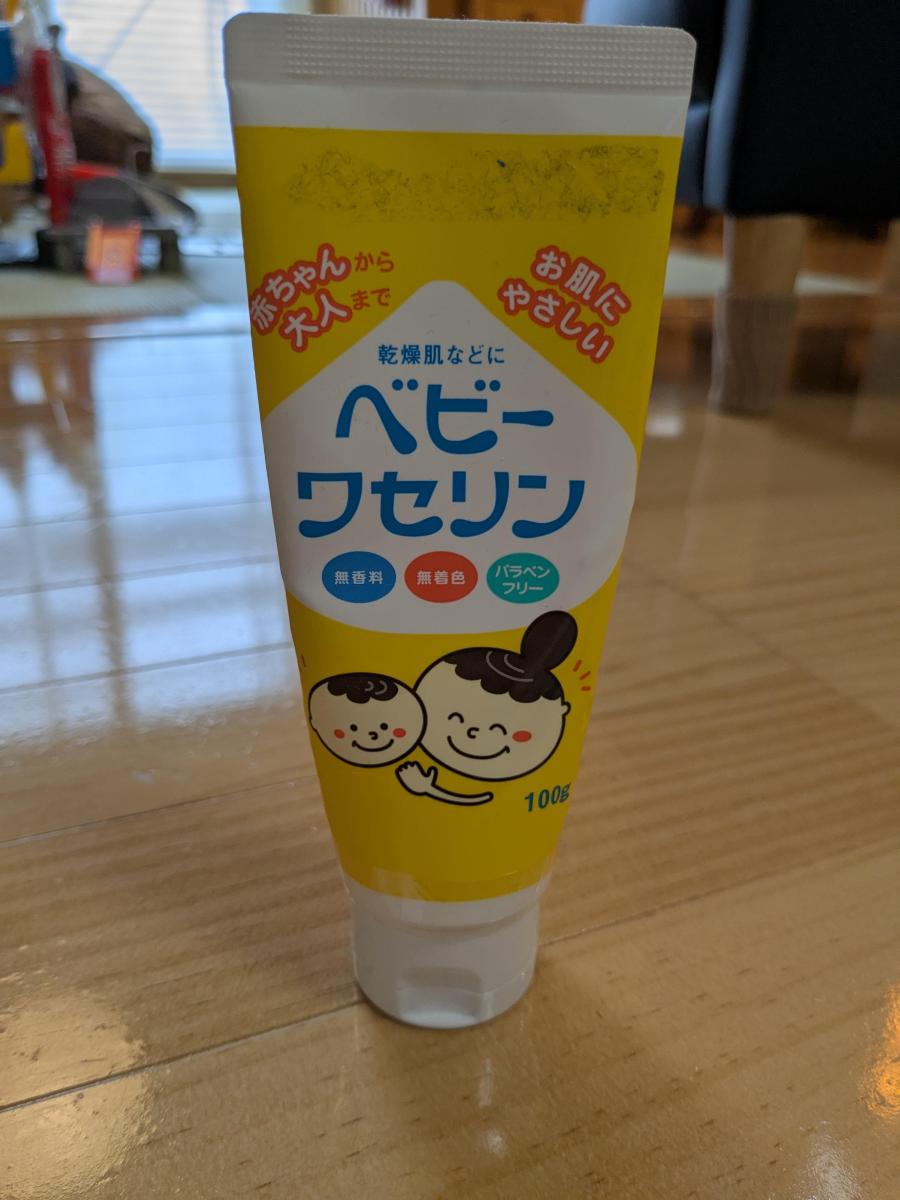 赤ちゃんから
大人まで
お肌に
やさしい
乾燥肌などに
ベビー
ワセリン
無香料
無着色
パラベン
フリー
100g